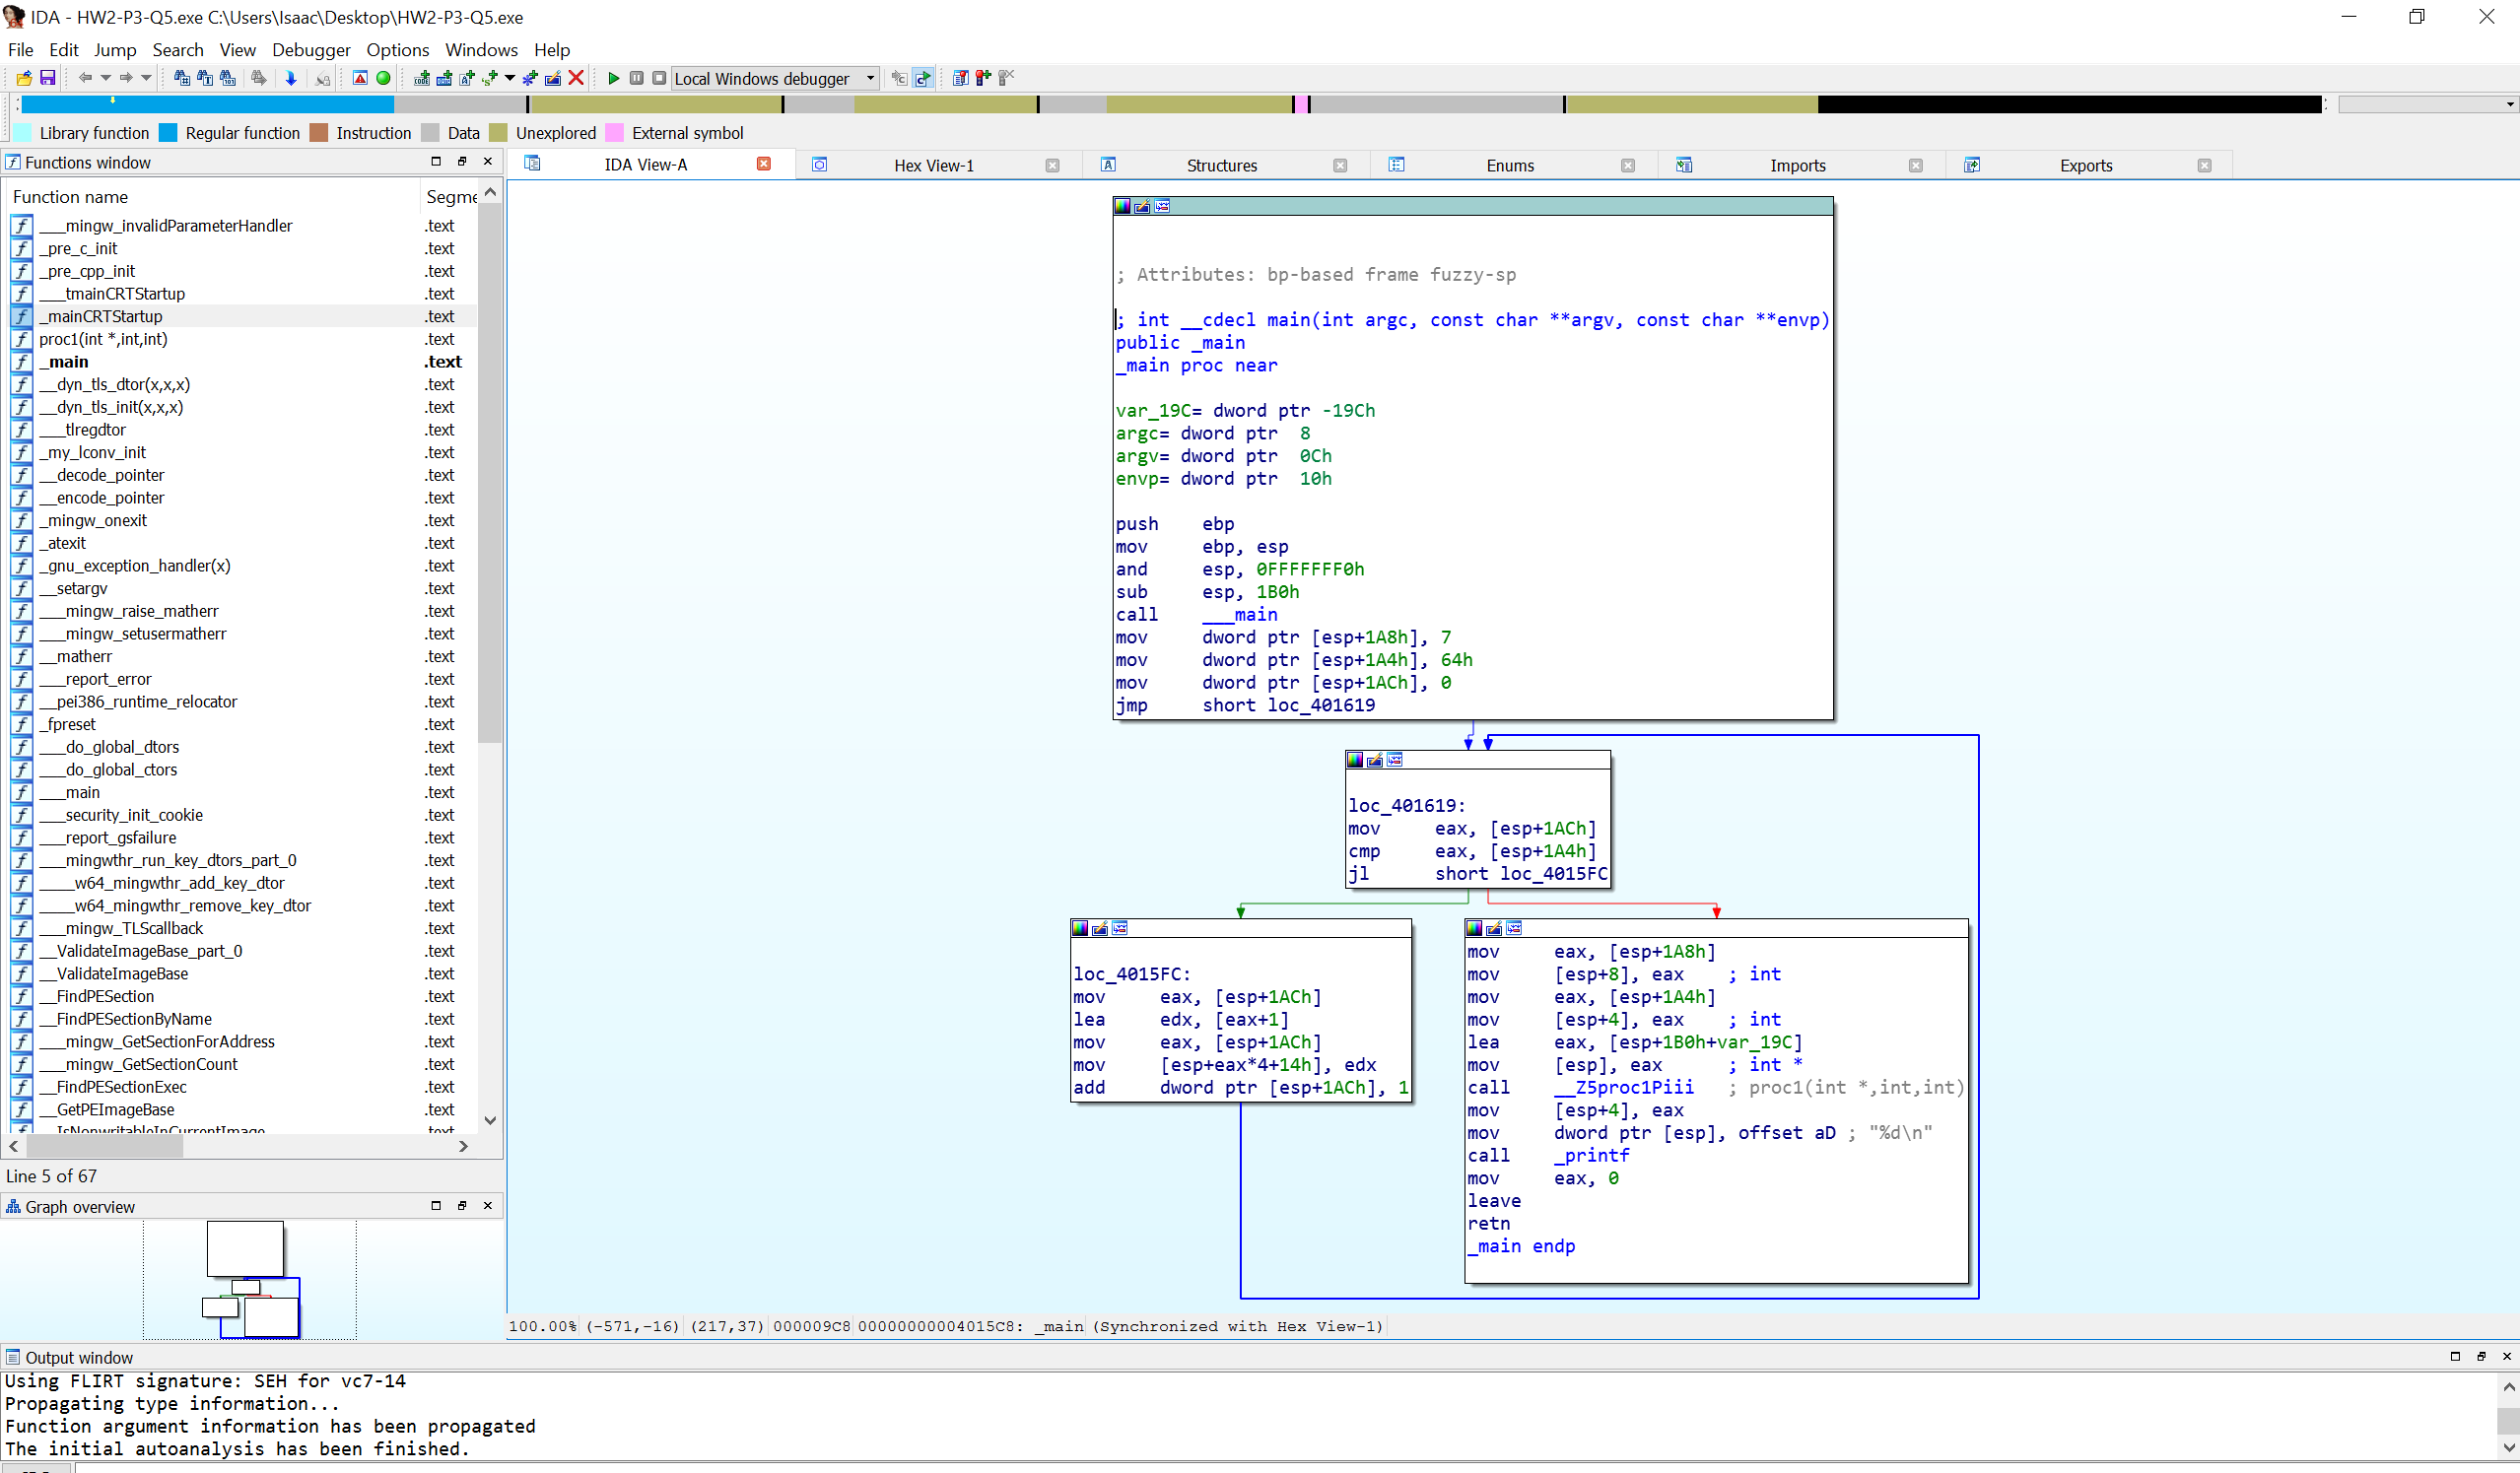 IDA - HW2-P3-Q5.exe C:\Users\Isaac\Desktop\HW2-P3-Q5.exe
File Edit Jump Search View Debugger Options Windows Help
Local Windows debugger
Library function Regular function Instruction Data Unexplored External symbol
Functions window
Function name Segme
___mingw_invalidParameterHandler .text
_pre_c_init .text
_pre_cpp_init .text
___tmainCRTStartup .text
_mainCRTStartup .text
proc1(int *,int,int) .text
_main .text
__dyn_tls_dtor(x,x,x) .text
__dyn_tls_init(x,x,x) .text
___tlregdtor .text
_my_lconv_init .text
__decode_pointer .text
__encode_pointer .text
_mingw_onexit .text
_atexit .text
_gnu_exception_handler(x) .text
__setargv .text
___mingw_raise_matherr .text
___mingw_setusermatherr .text
__matherr .text
___report_error .text
__pei386_runtime_relocator .text
_fpreset .text
___do_global_dtors .text
___do_global_ctors .text
___main .text
___security_init_cookie .text
___report_gsfailure .text
___mingwthr_run_key_dtors_part_0 .text
____w64_mingwthr_add_key_dtor .text
____w64_mingwthr_remove_key_dtor .text
___mingw_TLScallback .text
__ValidateImageBase_part_0 .text
__ValidateImageBase .text
__FindPESection .text
__FindPESectionByName .text
___mingw_GetSectionForAddress .text
___mingw_GetSectionCount .text
__FindPESectionExec .text
__GetPEImageBase .text
__IsNonwritableInCurrentImage .text
Line 5 of 67
Graph overview
IDA View-A Hex View-1 Structures Enums Imports Exports
; Attributes: bp-based frame fuzzy-sp
; int __cdecl main(int argc, const char **argv, const char **envp)
public _main
_main proc near
var_19C= dword ptr -19Ch
argc= dword ptr 8
argv= dword ptr 0Ch
envp= dword ptr 10h
push ebp
mov ebp, esp
and esp, 0FFFFFFF0h
sub esp, 1B0h
call ___main
mov dword ptr [esp+1A8h], 7
mov dword ptr [esp+1A4h], 64h
mov dword ptr [esp+1ACh], 0
jmp short loc_401619
loc_401619:
mov eax, [esp+1ACh]
cmp eax, [esp+1A4h]
jl short loc_4015FC
loc_4015FC:
mov eax, [esp+1ACh]
lea edx, [eax+1]
mov eax, [esp+1ACh]
mov [esp+eax*4+14h], edx
add dword ptr [esp+1ACh], 1
mov eax, [esp+1A8h]
mov [esp+8], eax ; int
mov eax, [esp+1A4h]
mov [esp+4], eax ; int
lea eax, [esp+1B0h+var_19C]
mov [esp], eax ; int *
call __Z5proc1Piii ; proc1(int *,int,int)
mov [esp+4], eax
mov dword ptr [esp], offset aD ; "%d\n"
call _printf
mov eax, 0
leave
retn
_main endp
100.00% (-571,-16) (217,37) 000009C8 00000000004015C8: _main (Synchronized with Hex View-1)
Output window
Using FLIRT signature: SEH for vc7-14
Propagating type information...
Function argument information has been propagated
The initial autoanalysis has been finished.